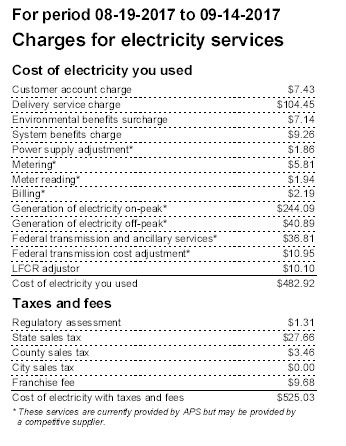 For period 08-19-2017 to 09-14-2017
Charges for electricity services
Cost of electricity you used
Customer account charge $7.43
Delivery service charge $104.45
Environmental benefits surcharge $7.14
System benefits charge $9.26
Power supply adjustment* $1.86
Metering* $5.81
Meter reading* $1.94
Billing* $2.19
Generation of electricity on-peak* $244.09
Generation of electricity off-peak* $40.89
Federal transmission and ancillary services* $36.81
Federal transmission cost adjustment* $10.95
LFCR adjustor $10.10
Cost of electricity you used $482.92
Taxes and fees
Regulatory assessment $1.31
State sales tax $27.66
County sales tax $3.46
City sales tax $0.00
Franchise fee $9.68
Cost of electricity with taxes and fees $525.03
* These services are currently provided by APS but may be provided by
a competitive supplier.